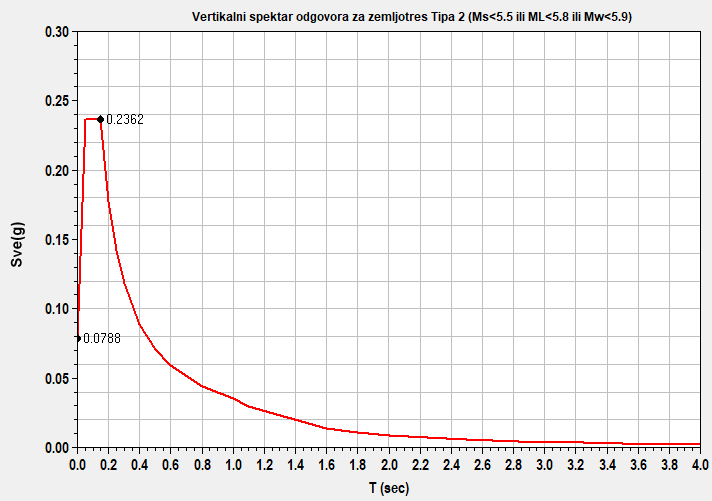 Vertikalni spektar odgovora za zemljotres Tipa 2 (Ms<5.5 ili ML<5.8 ili Mw<5.9)
0.30
0.25
0.2362
0.20
0.15
Sve(g)
0.10
0.0788
0.05
0.00
0.0 0.2 0.4 0.6 0.8 1.0 1.2 1.4 1.6 1.8 2.0 2.2 2.4 2.6 2.8 3.0 3.2 3.4 3.6 3.8 4.0
T (sec)